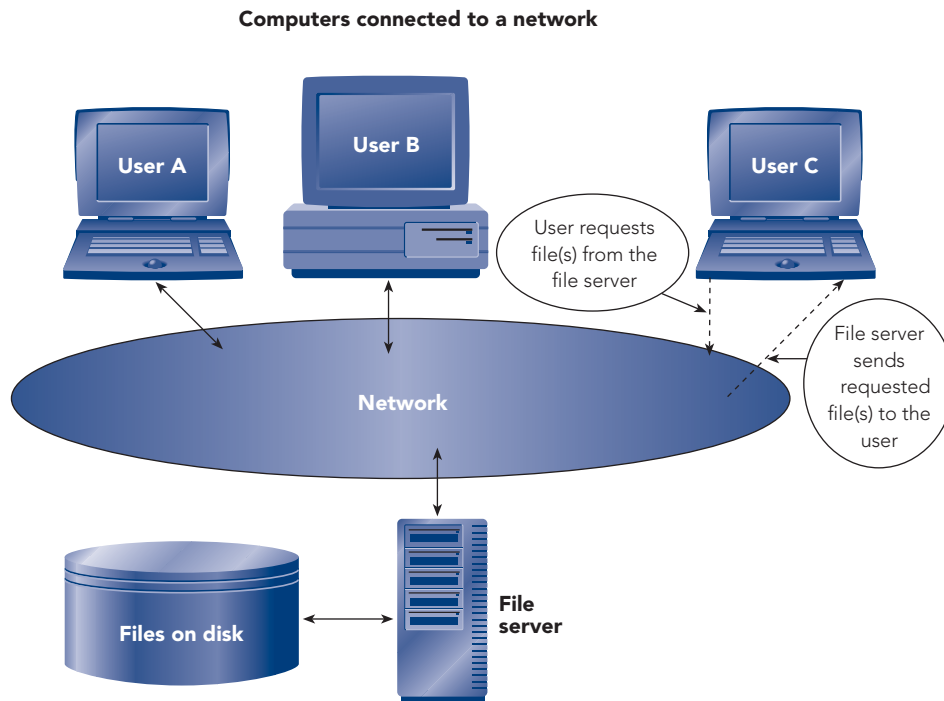 Computers connected to a network
User A
User B
User C
User requests
file(s) from the
file server
File server
sends
requested
file(s) to the
user
Network
Files on disk
File
server